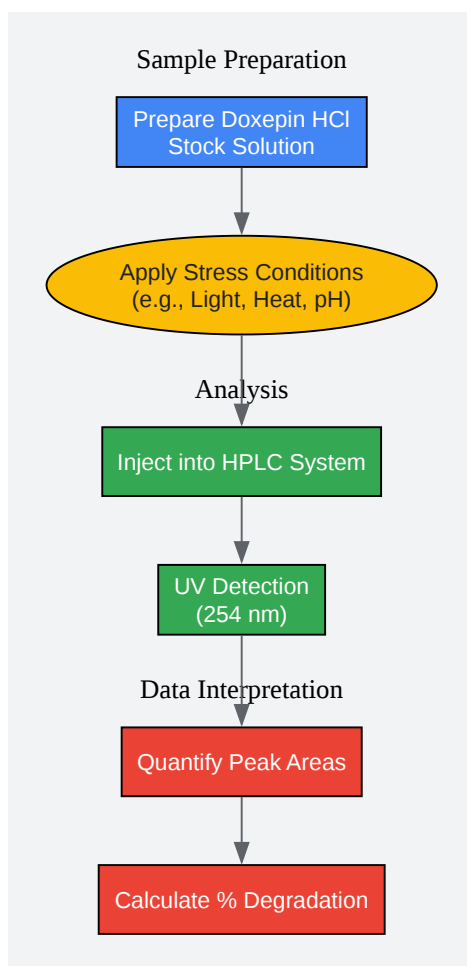 Sample Preparation
Prepare Doxepin HCl
Stock Solution
Apply Stress Conditions
(e.g., Light, Heat, pH)
Analysis
Inject into HPLC System
UV Detection
(254 nm)
Data Interpretation
Quantify Peak Areas
Calculate % Degradation